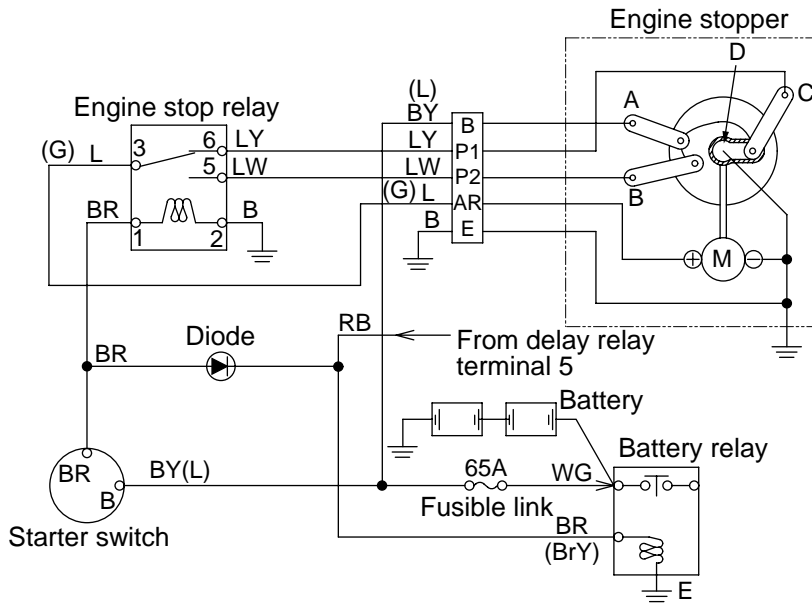 Engine stopper
D
C
A
(L)
BY
B
Engine stop relay
3
6
LY
LY
P1
(G)
L
5
LW
LW
P2
B
(G) L
AR
BR
B
B
E
1
2
M
RB
From delay relay
terminal 5
Diode
BR
Battery
Battery relay
BR
B
BY(L)
65A
WG
Fusible link
Starter switch
BR
(BrY)
E